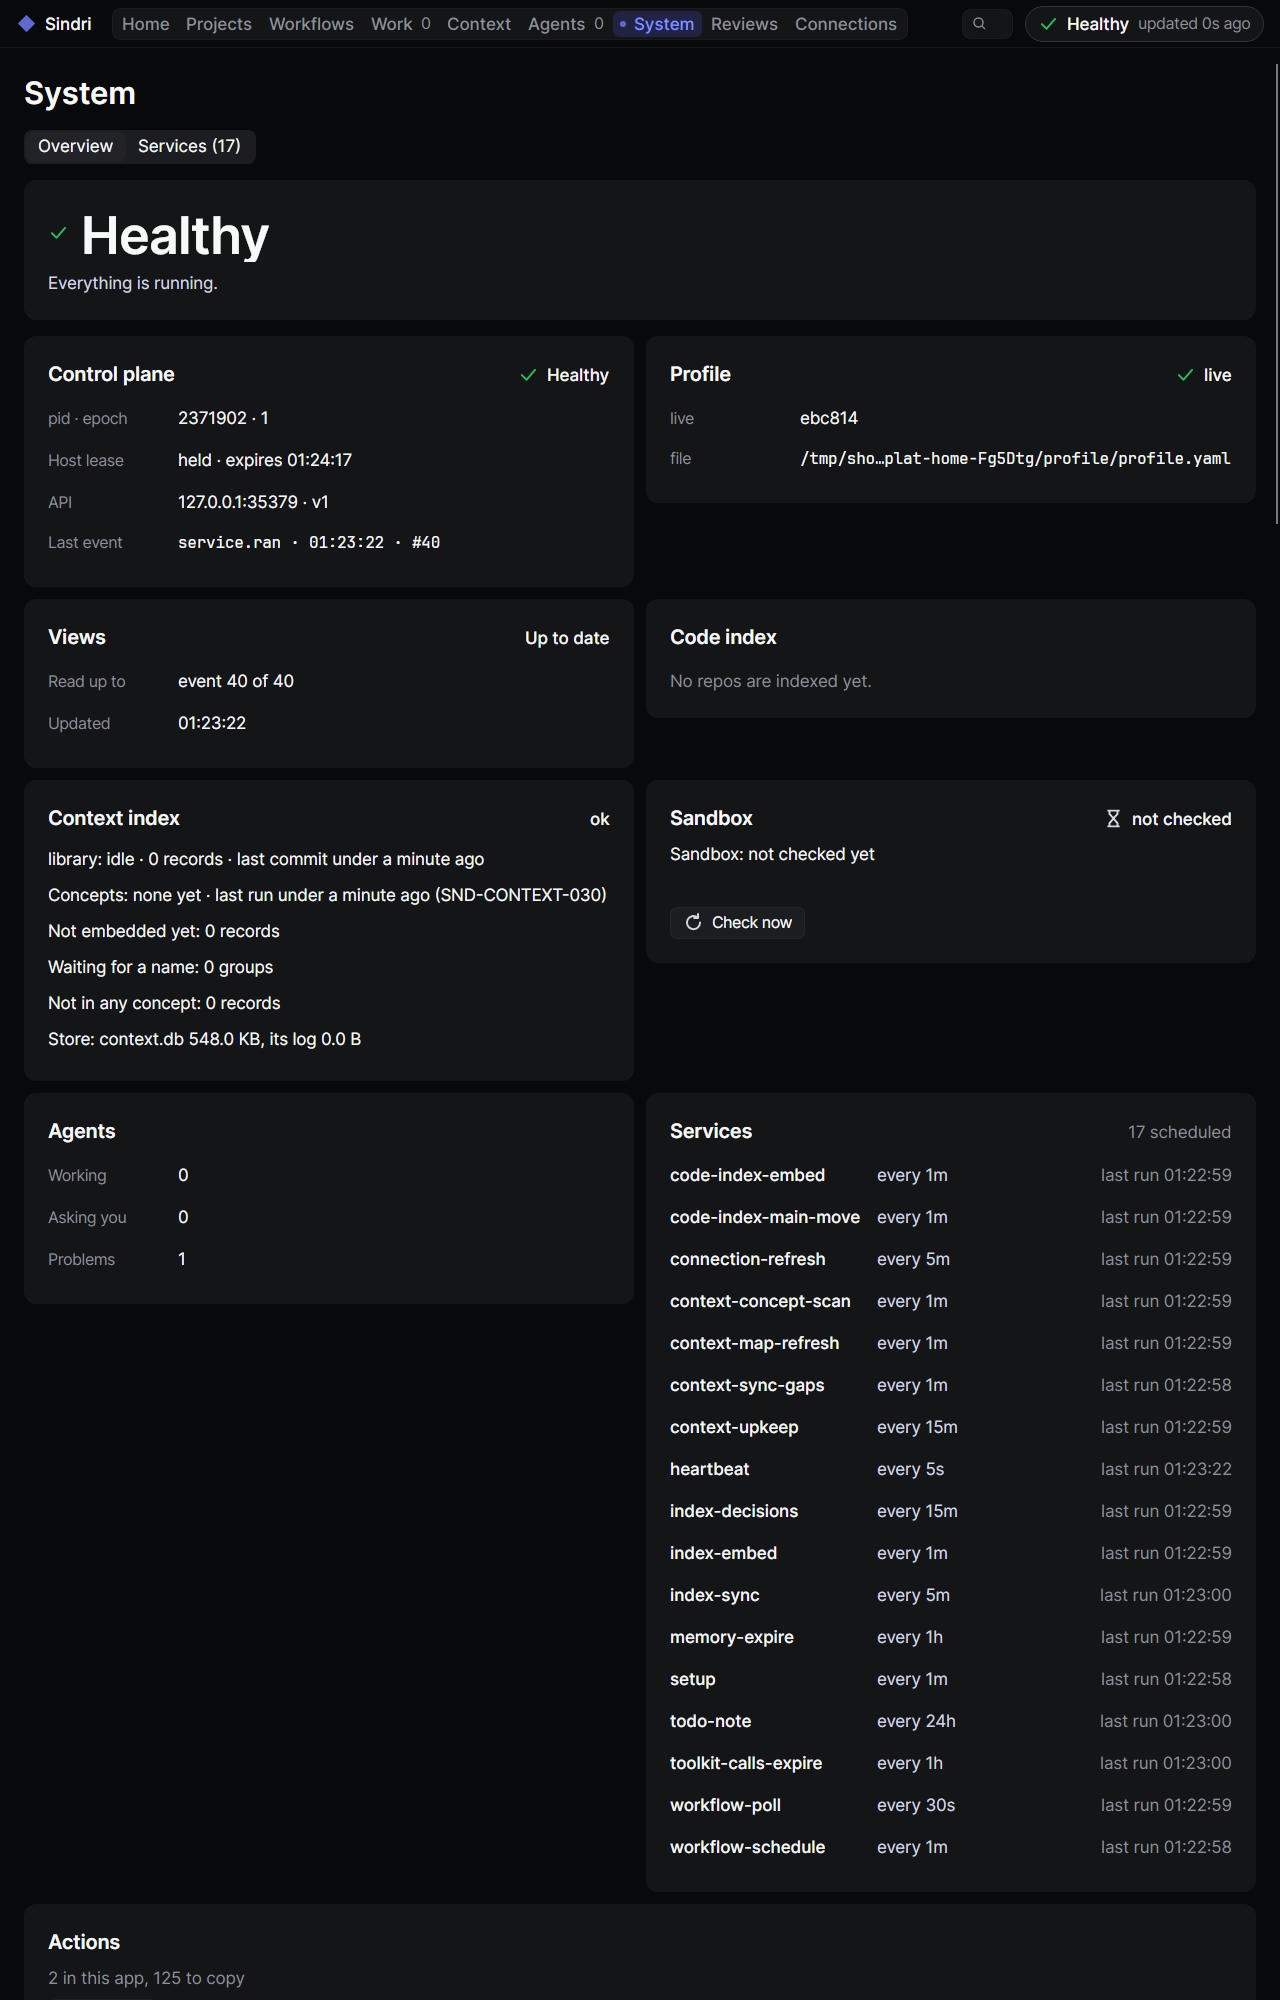 Sindri Home Projects Workflows Work 0 Context Agents 0 System Reviews Connections Healthy updated 0s ago
System
Overview Services (17)
Healthy
Everything is running.
Control plane Healthy
pid · epoch 2371902 · 1
Host lease held · expires 01:24:17
API 127.0.0.1:35379 · v1
Last event service.ran · 01:23:22 · #40
Profile live
live ebc814
file /tmp/sho…plat-home-Fg5Dtg/profile/profile.yaml
Views Up to date
Read up to event 40 of 40
Updated 01:23:22
Code index
No repos are indexed yet.
Context index ok
library: idle · 0 records · last commit under a minute ago
Concepts: none yet · last run under a minute ago (SND-CONTEXT-030)
Not embedded yet: 0 records
Waiting for a name: 0 groups
Not in any concept: 0 records
Store: context.db 548.0 KB, its log 0.0 B
Sandbox not checked
Sandbox: not checked yet
Check now
Agents
Working 0
Asking you 0
Problems 1
Services 17 scheduled
code-index-embed every 1m last run 01:22:59
code-index-main-move every 1m last run 01:22:59
connection-refresh every 5m last run 01:22:59
context-concept-scan every 1m last run 01:22:59
context-map-refresh every 1m last run 01:22:59
context-sync-gaps every 1m last run 01:22:58
context-upkeep every 15m last run 01:22:59
heartbeat every 5s last run 01:23:22
index-decisions every 15m last run 01:22:59
index-embed every 1m last run 01:22:59
index-sync every 5m last run 01:23:00
memory-expire every 1h last run 01:22:59
setup every 1m last run 01:22:58
todo-note every 24h last run 01:23:00
toolkit-calls-expire every 1h last run 01:23:00
workflow-poll every 30s last run 01:22:59
workflow-schedule every 1m last run 01:22:58
Actions
2 in this app, 125 to copy